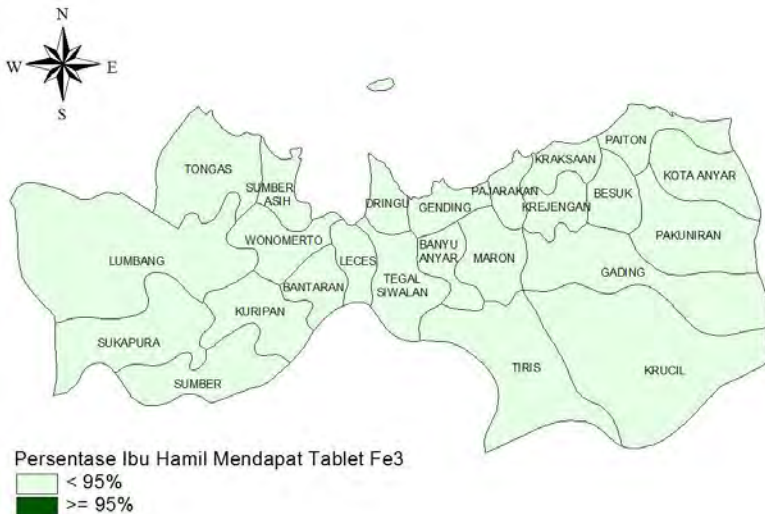 N
W E
S
PAITON
KRAKSAAN
TONGAS
KOTA ANYAR
SUMBER
ASIH
PAJARAKAN
BESUK
DRINGU
GENDING
KREJENGAN
WONOMERTO
BANYU
ANYAR
PAKUNIRAN
LUMBANG
LECES
MARON
GADING
BANTARAN
TEGAL
SIWALAN
KURIPAN
SUKAPURA
TIRIS
KRUCIL
SUMBER
Persentase Ibu Hamil Mendapat Tablet Fe3
< 95%
>= 95%